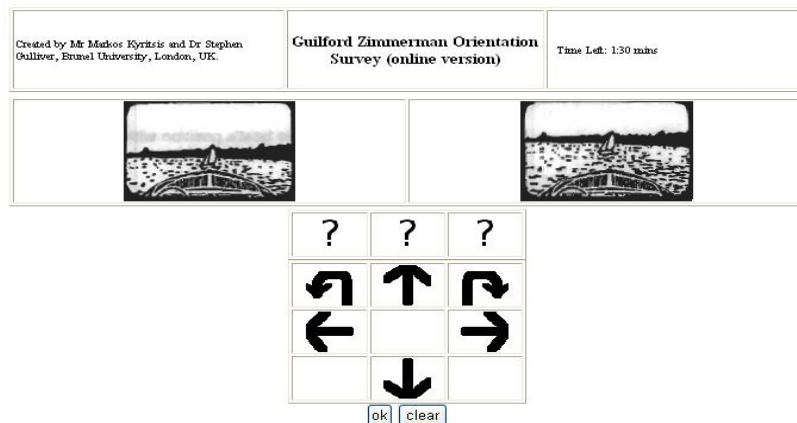 Created by Mr Markos Kyritsis and Dr Stephen
Gulliver, Brunel University, London, UK.
Guilford Zimmerman Orientation
Survey (online version)
Time Left: 1:30 mins
? ? ?
ok clear